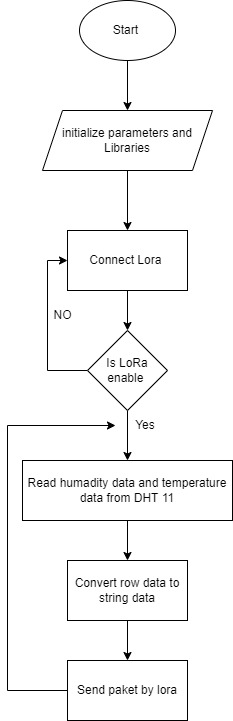 Start
initialize parameters and
Libraries
Connect Lora
NO
Is LoRa
enable
Yes
Read humadity data and temperature
data from DHT 11
Convert row data to
string data
Send paket by lora